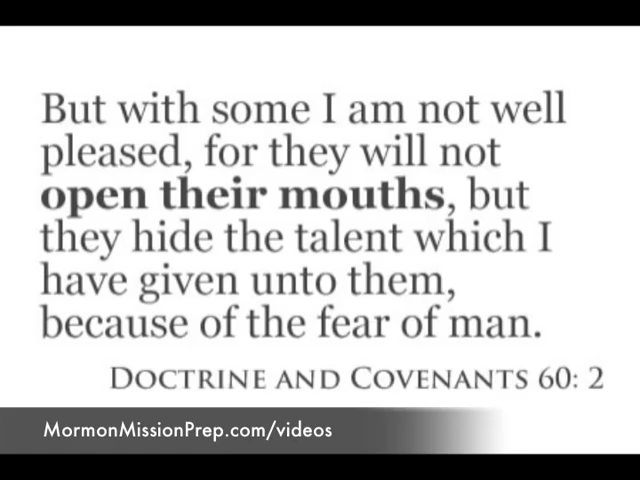 But with some I am not well
pleased, for they will not
open their mouths, but
they hide the talent which I
have given unto them,
because of the fear of man.
Doctrine and Covenants 60: 2
MormonMissionPrep.com/videos